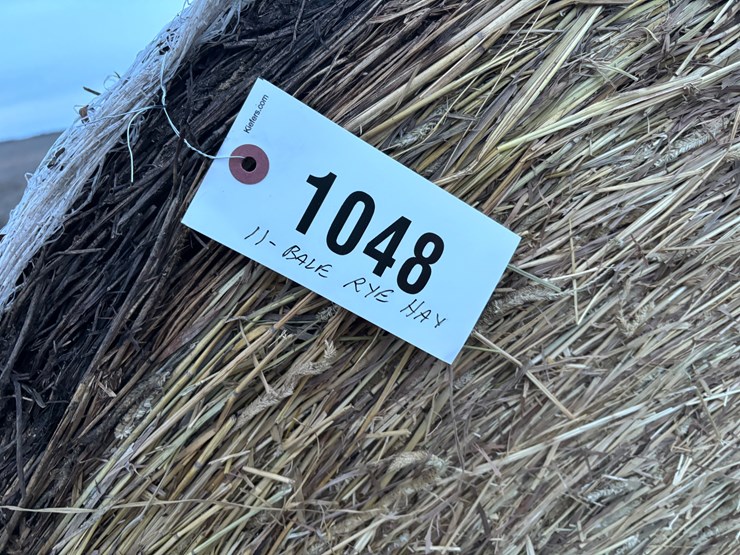 Kiefers.com
1048
11- BALE RYE HAY